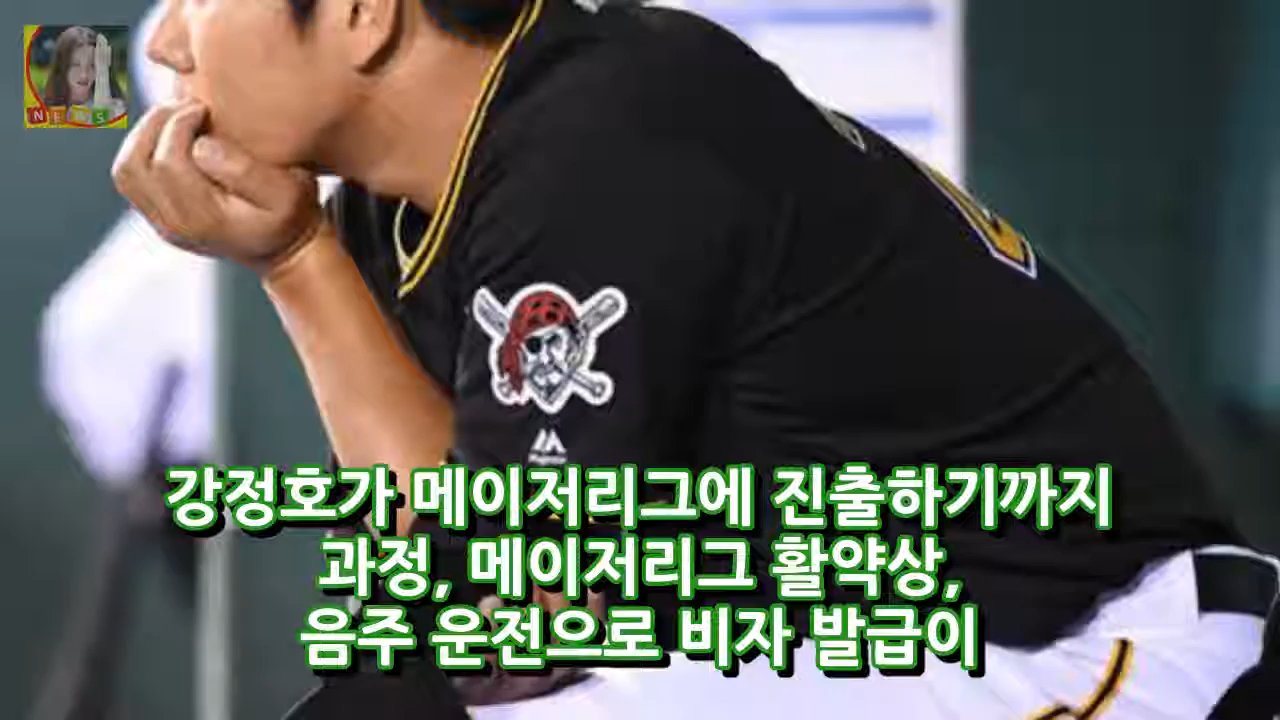 NEWS
강정호가 메이저리그에 진출하기까지
과정, 메이저리그 활약상,
음주 운전으로 비자 발급이